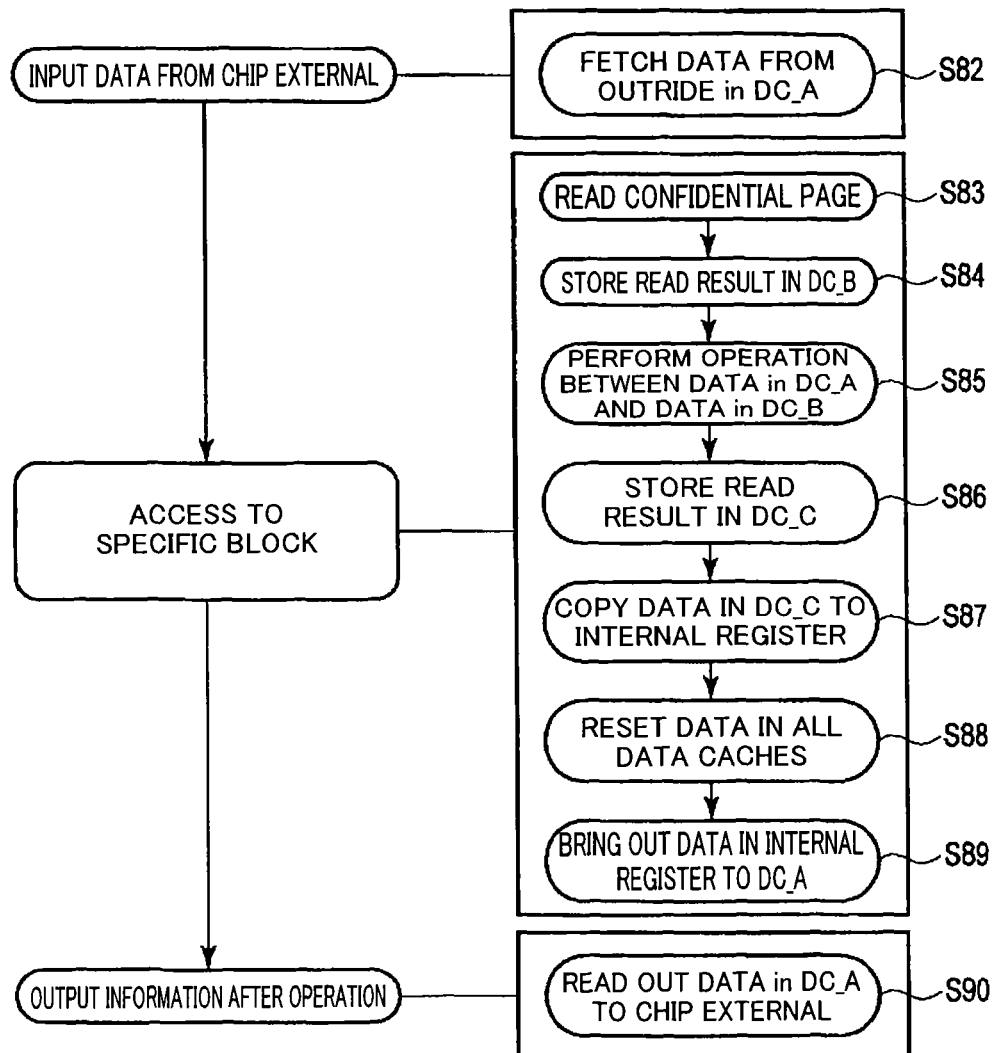 INPUT DATA FROM CHIP EXTERNAL
FETCH DATA FROM
OUTRIDE in DC_A
S82
READ CONFIDENTIAL PAGE
S83
STORE READ RESULT IN DC_B
S84
PERFORM OPERATION
BETWEEN DATA in DC_A
AND DATA in DC_B
S85
ACCESS TO
SPECIFIC BLOCK
STORE READ
RESULT IN DC_C
S86
COPY DATA IN DC_C TO
INTERNAL REGISTER
S87
RESET DATA IN ALL
DATA CACHES
S88
BRING OUT DATA IN INTERNAL
REGISTER TO DC_A
S89
OUTPUT INFORMATION AFTER OPERATION
READ OUT DATA in DC_A
TO CHIP EXTERNAL
S90